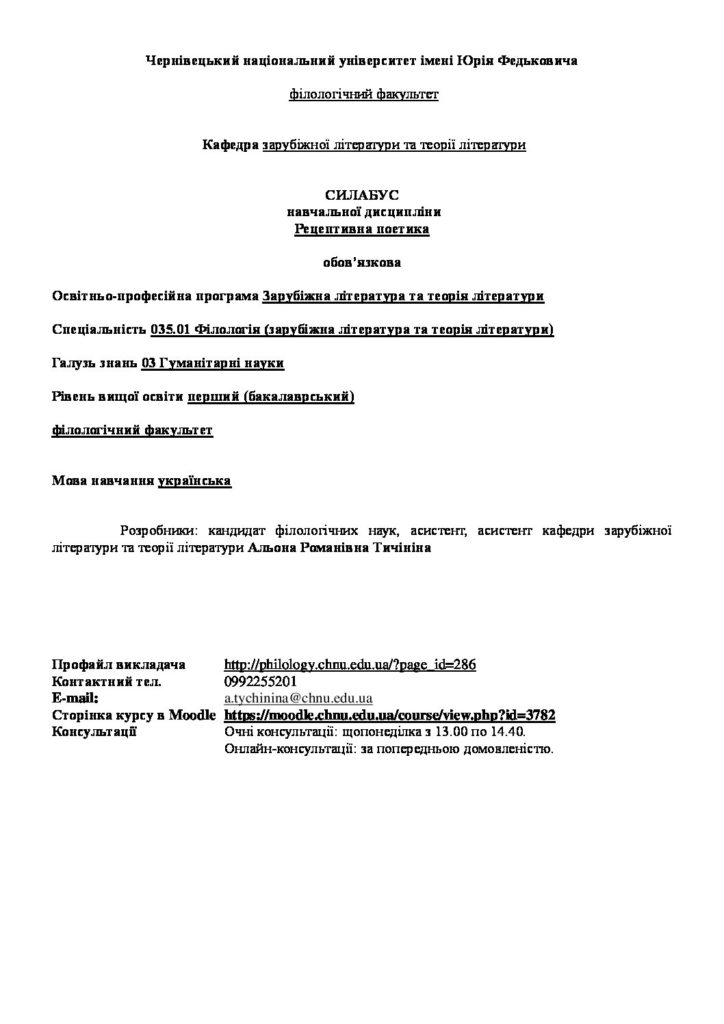 Чернівецький національний університет імені Юрія Федьковича
філологічний факультет
Кафедра зарубіжної літератури та теорії літератури
СИЛАБУС
навчальної дисципліни
Рецептивна поетика
обов’язкова
Освітньо-професійна програма Зарубіжна література та теорія літератури
Спеціальність 035.01 Філологія (зарубіжна література та теорія літератури)
Галузь знань 03 Гуманітарні науки
Рівень вищої освіти перший (бакалаврський)
філологічний факультет
Мова навчання українська
Розробники: кандидат філологічних наук, асистент, асистент кафедри зарубіжної
літератури та теорії літератури Альона Романівна Тичініна
Профайл викладача http://philology.chnu.edu.ua/?page_id=286
Контактний тел. 0992255201
E-mail: a.tychinina@chnu.edu.ua
Сторінка курсу в Moodle https://moodle.chnu.edu.ua/course/view.php?id=3782
Консультації Очні консультації: щопонеділка з 13.00 по 14.40.
Онлайн-консультації: за попередньою домовленістю.